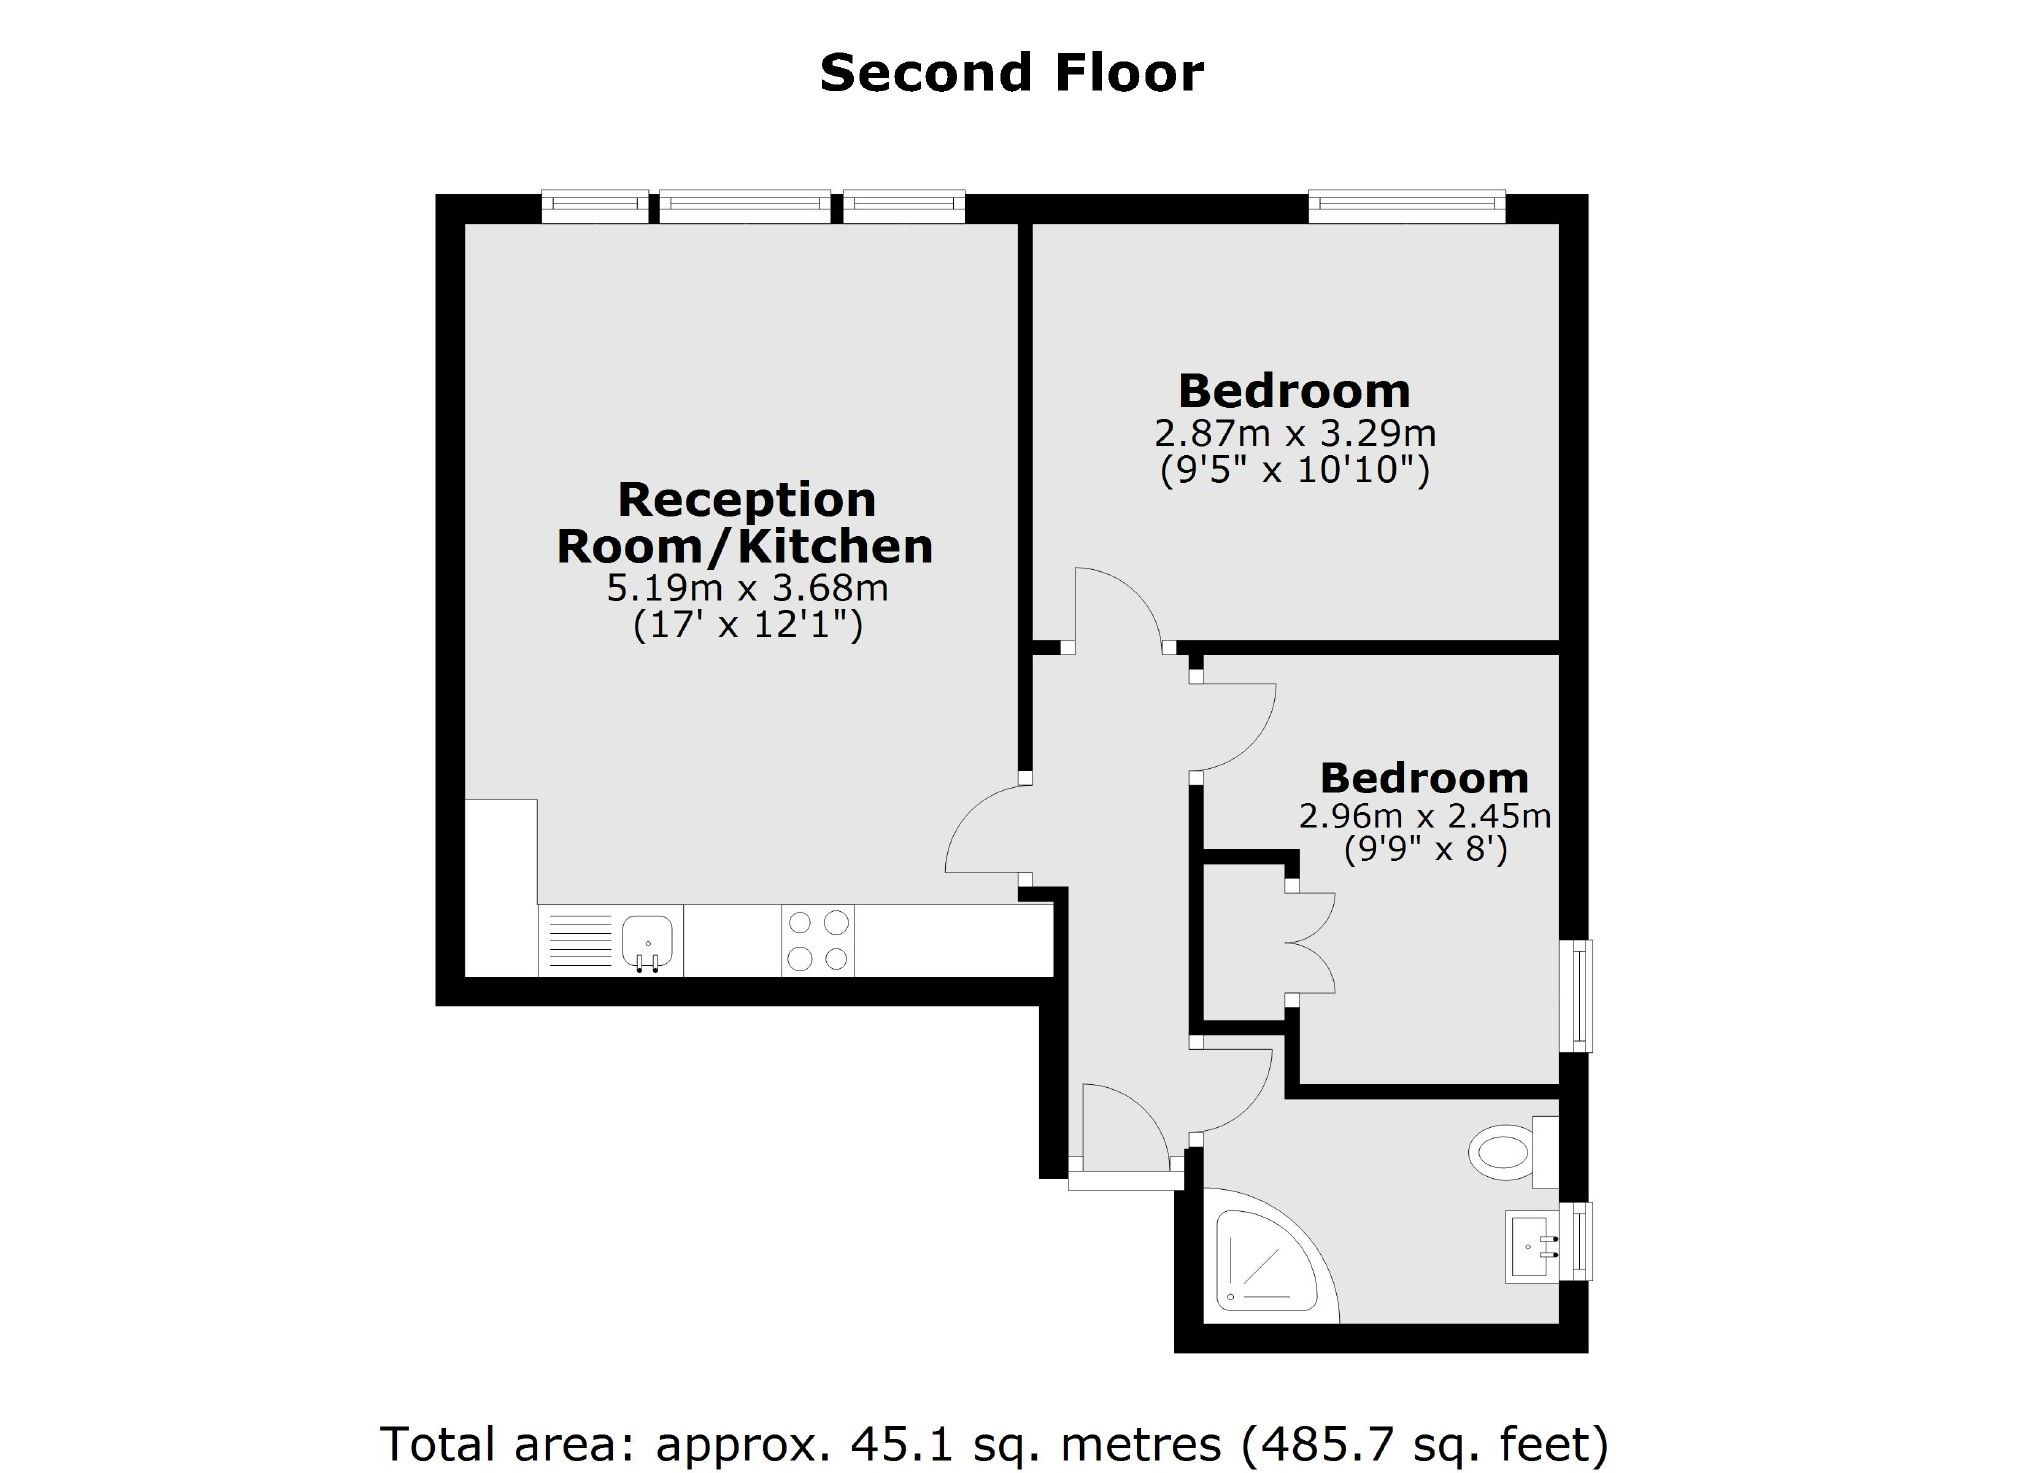 Second Floor
Bedroom
2.87m x 3.29m
(9'5" x 10'10")
Reception
Room/Kitchen
5.19m x 3.68m
(17' x 12'1")
Bedroom
2.96m x 2.45m
(9'9" x 8')
Total area: approx. 45.1 sq. metres (485.7 sq. feet)